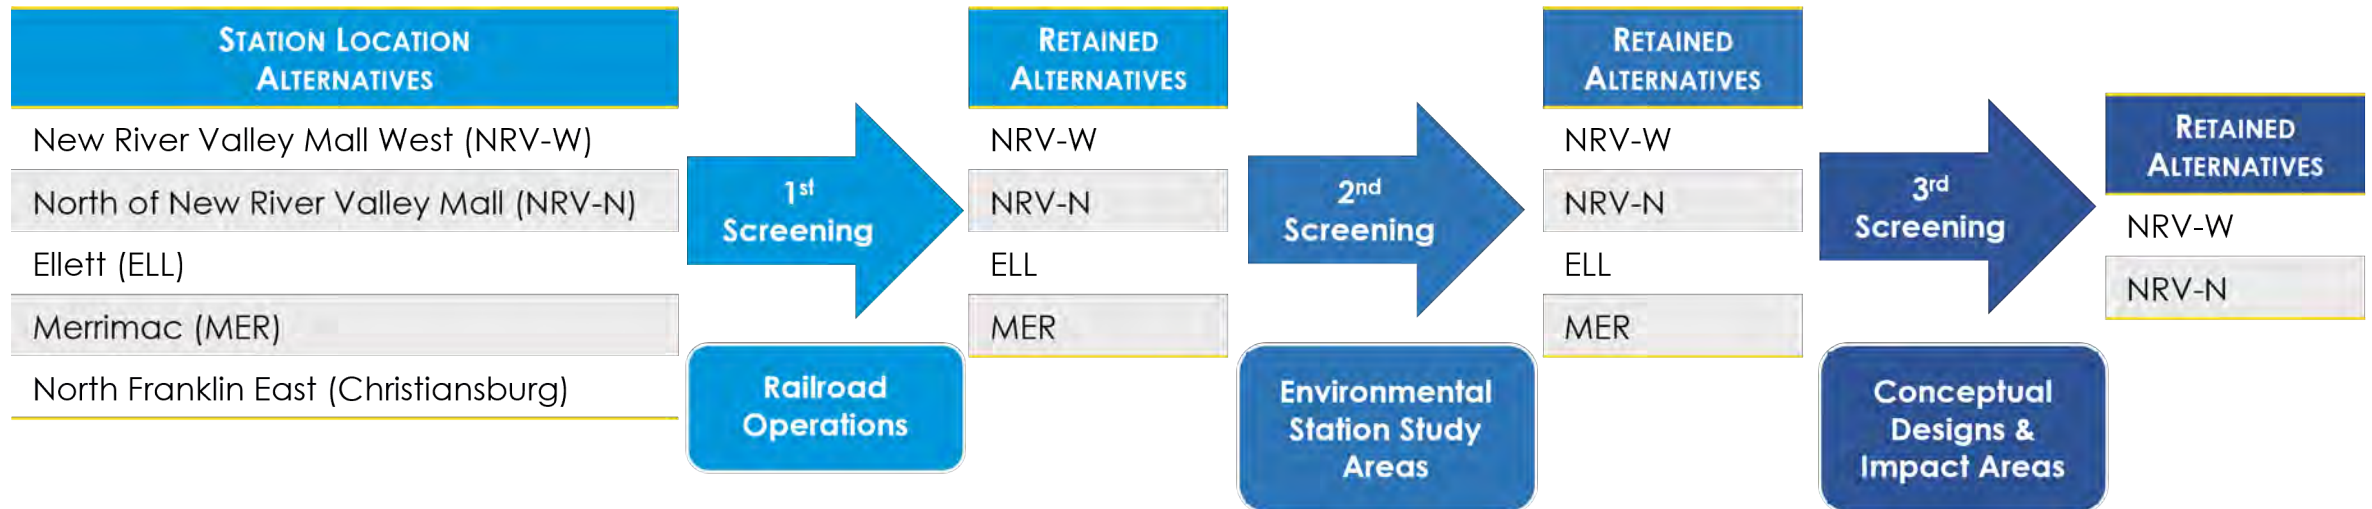 STATION LOCATION
ALTERNATIVES
New River Valley Mall West (NRV-W)
North of New River Valley Mall (NRV-N)
Ellett (ELL)
Merrimac (MER)
North Franklin East (Christiansburg)
1st
Screening
Railroad
Operations
RETAINED
ALTERNATIVES
NRV-W
NRV-N
ELL
MER
2nd
Screening
Environmental
Station Study
Areas
RETAINED
ALTERNATIVES
NRV-W
NRV-N
ELL
MER
3rd
Screening
Conceptual
Designs &
Impact Areas
RETAINED
ALTERNATIVES
NRV-W
NRV-N